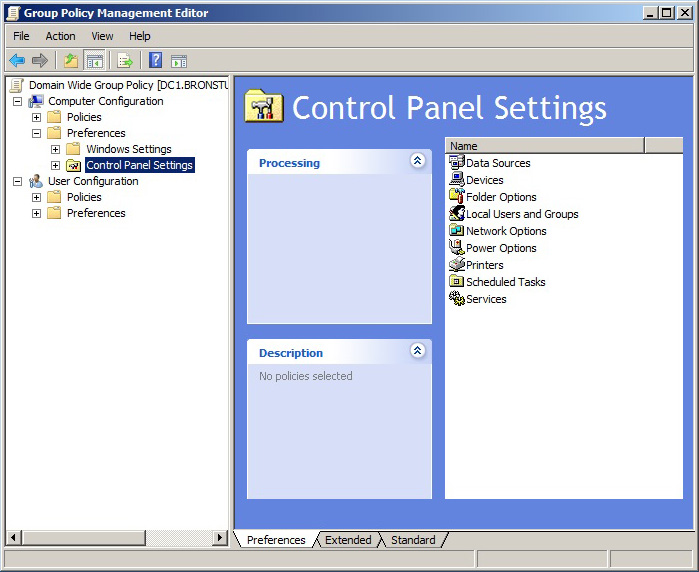 Group Policy Management Editor
File Action View Help
Domain Wide Group Policy [DC1.BRONSTU
Computer Configuration
Policies
Preferences
Windows Settings
Control Panel Settings
User Configuration
Policies
Preferences
Control Panel Settings
Processing
Description
No policies selected
Name
Data Sources
Devices
Folder Options
Local Users and Groups
Network Options
Power Options
Printers
Scheduled Tasks
Services
Preferences Extended Standard